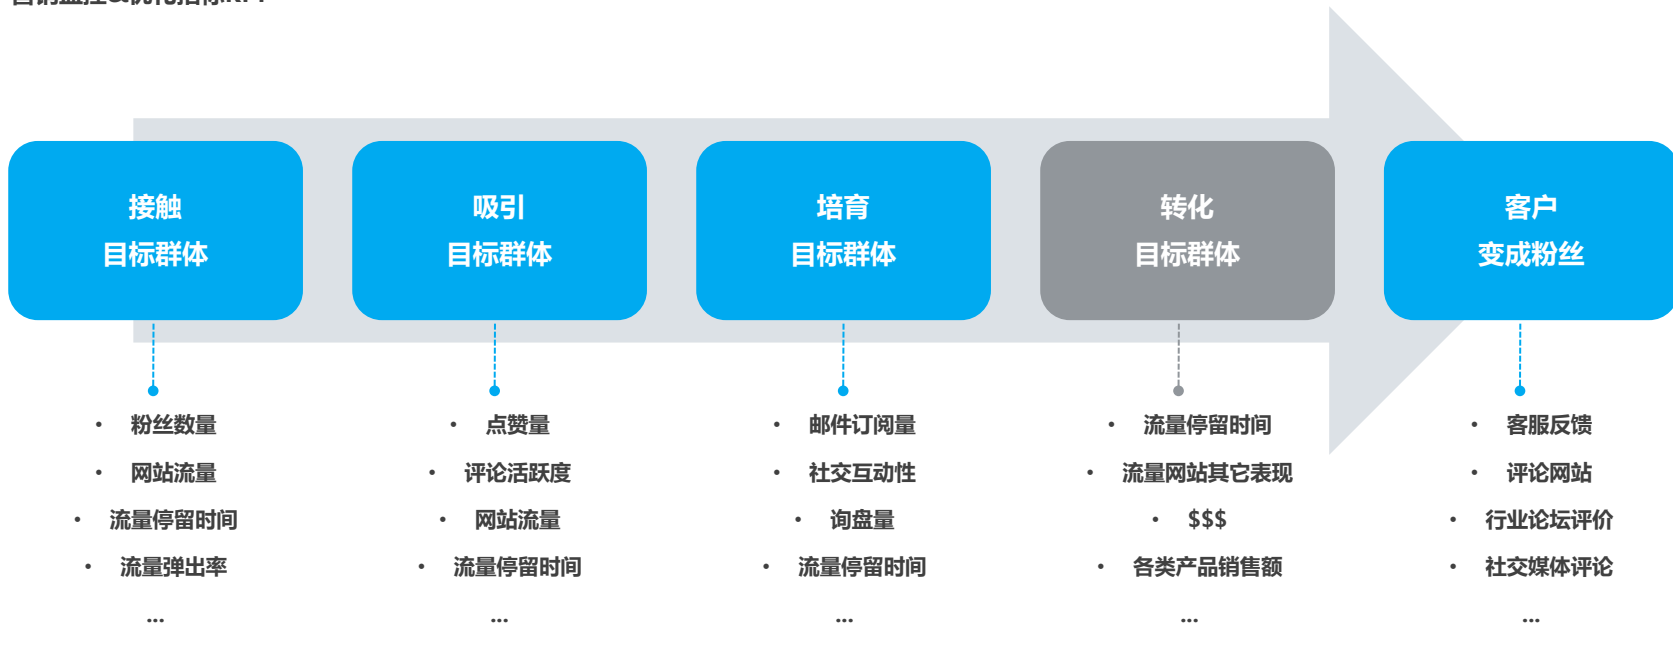 接触
目标群体
吸引
目标群体
培育
目标群体
转化
目标群体
客户
变成粉丝
• 粉丝数量
• 网站流量
• 流量停留时间
• 流量弹出率
...
• 点赞量
• 评论活跃度
• 网站流量
• 流量停留时间
...
• 邮件订阅量
• 社交互动性
• 询盘量
• 流量停留时间
...
• 流量停留时间
• 流量网站其它表现
• $$$
• 各类产品销售额
...
• 客服反馈
• 评论网站
• 行业论坛评价
• 社交媒体评论
...